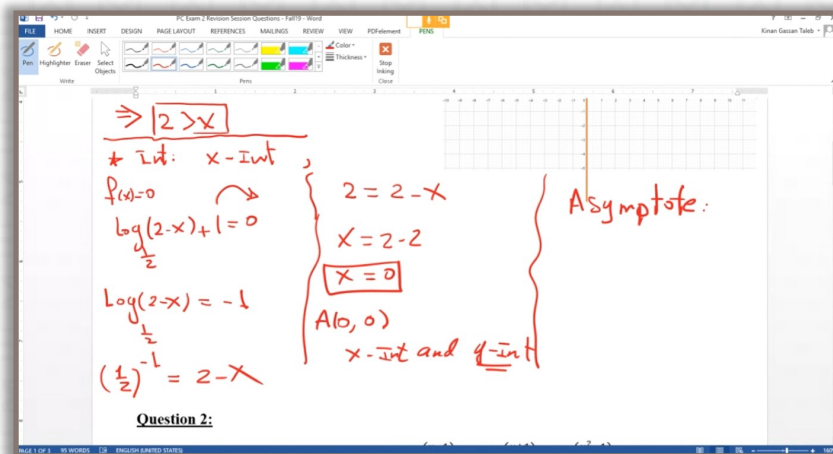 PC Exam 2 Revision Session Questions - Fall19 - Word
FILE HOME INSERT DESIGN PAGE LAYOUT REFERENCES MAILINGS REVIEW VIEW PDFelement PENS
Kinan Gassan Taleb
Pen Highlighter Eraser Select Objects
Color
Thickness
Stop Inking
Write Pens Close
⇒ 2 > x
* Int: x-Int ,
f(x)=0
Log_{1/2}(2-x)+1=0
Log_{1/2}(2-x) = -1
(1/2)^{-1} = 2-x
2 = 2-x
x = 2-2
x = 0
A(0,0)
x-Int and y-Int
Asymptote:
Question 2:
PAGE 1 OF 3 95 WORDS ENGLISH (UNITED STATES)